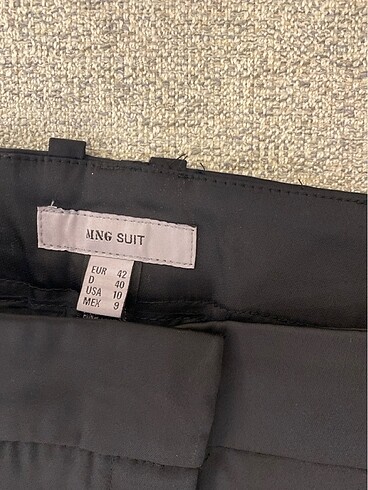 MNG SUIT
EUR 42
D 40
USA 10
MEX 9